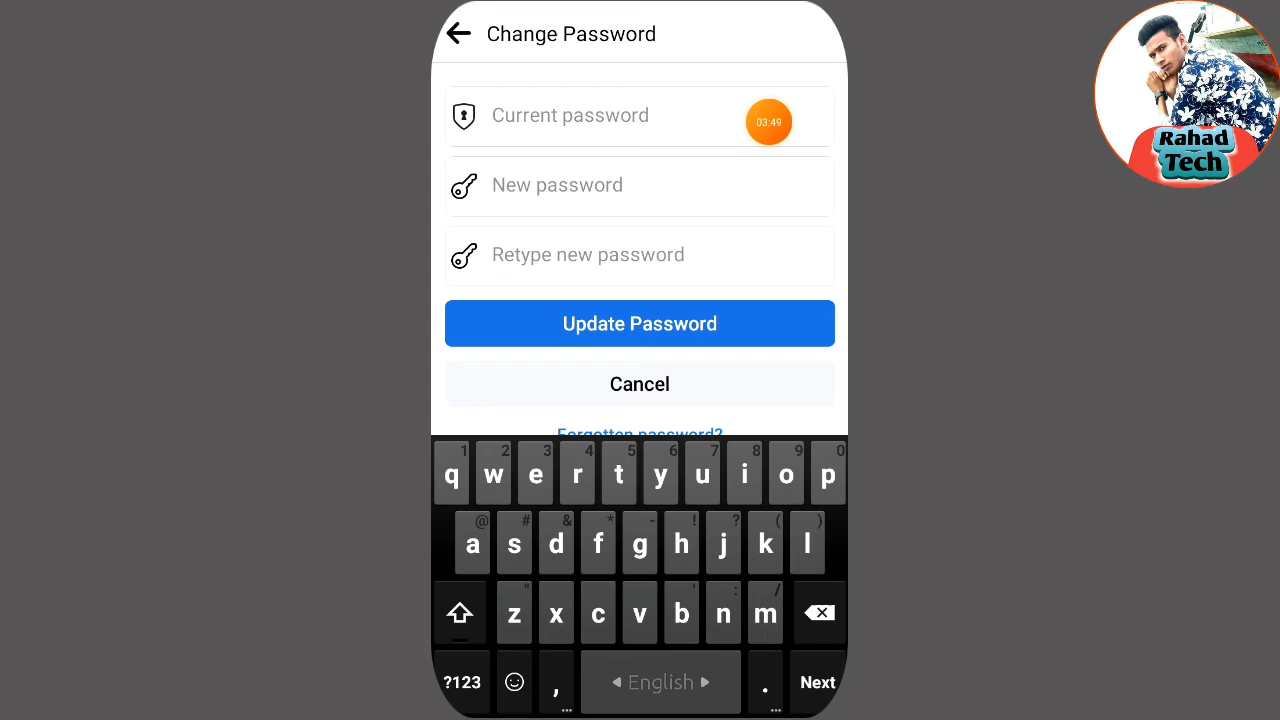 Change Password
Current password
03:49
New password
Retype new password
Update Password
Cancel
Forgotten password?
1 2 3 4 5 6 7 8 9 0
q w e r t y u i o p
@ # & * - ! ? ( )
a s d f g h j k l
" ' : /
z x c v b n m
?123 , English . Next
Rahad
Tech